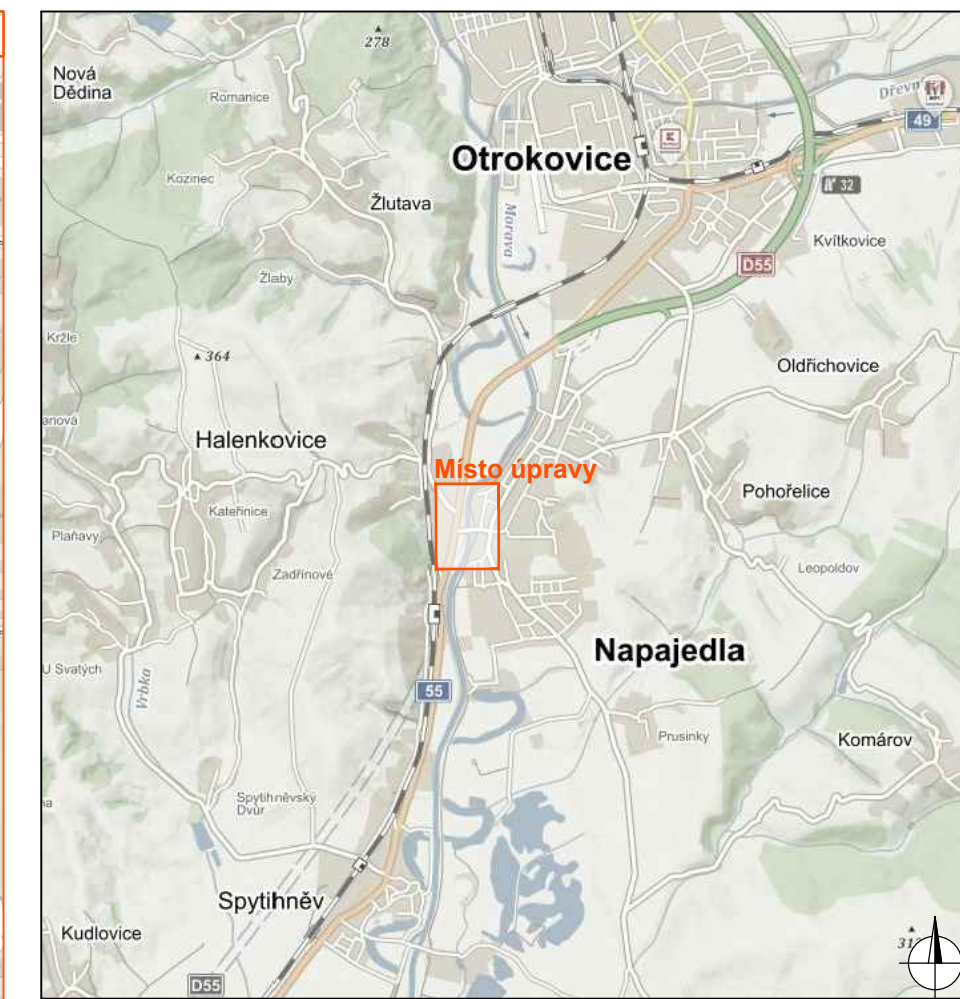 278
Nová
Dědina
Romanice
Dřevn
49
Otrokovice
Kozinec
32
Žlutava
Morava
Kvítkovice
D55
Žlaby
Kržle
364
Oldřichovice
anová
Halenkovice
Místo úpravy
Pohořelice
Kateřinice
Plaňavy
Zadřínové
Leopoldov
Napajedla
U Svatých
Vrbka
55
Prusinky
Komárov
Spytihněvský
Dvůr
Spytihněv
Kudlovice
D55